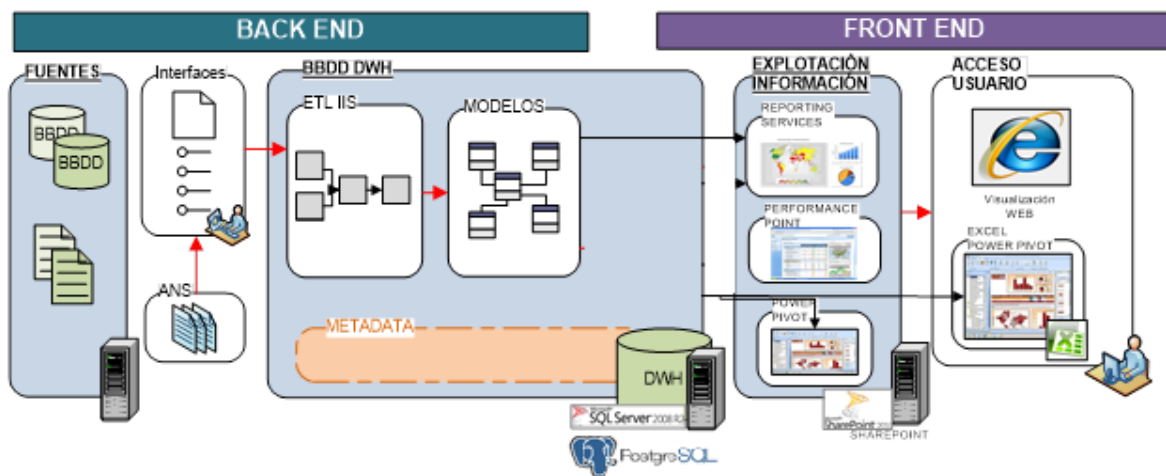 BACK END
FRONT END
FUENTES
BBDD
BBDD
Interfaces
ANS
BBDD DWH
ETL IIS
MODELOS
METADATA
DWH
Microsoft
SQL Server 2008 R2
PostgreSQL
EXPLOTACIÓN
INFORMACIÓN
REPORTING
SERVICES
PERFORMANCE
POINT
POWER
PIVOT
SharePoint
SHAREPOINT
ACCESO
USUARIO
Visualización
WEB
EXCEL
POWER PIVOT